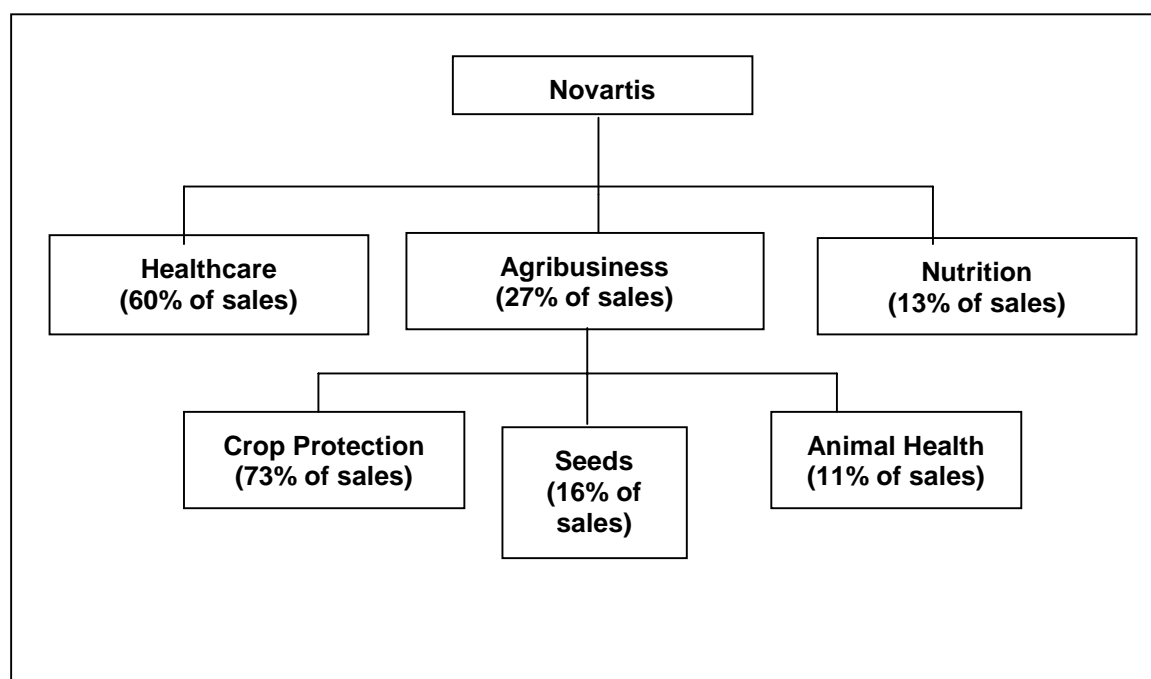 Novartis
Healthcare
(60% of sales)
Agribusiness
(27% of sales)
Nutrition
(13% of sales)
Crop Protection
(73% of sales)
Seeds
(16% of
sales)
Animal Health
(11% of sales)